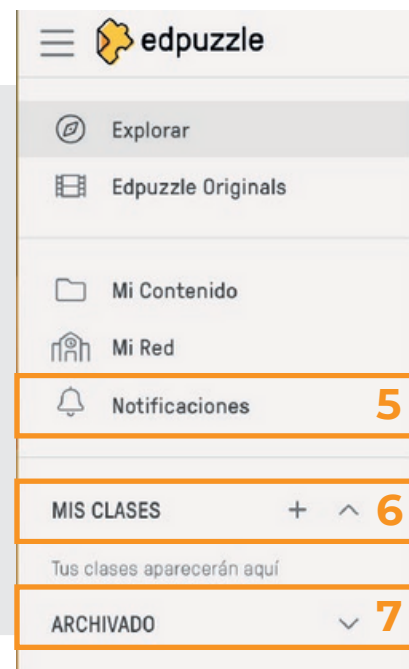 edpuzzle
Explorar
Edpuzzle Originals
Mi Contenido
Mi Red
Notificaciones 5
MIS CLASES + 6
Tus clases aparecerán aquí
ARCHIVADO 7